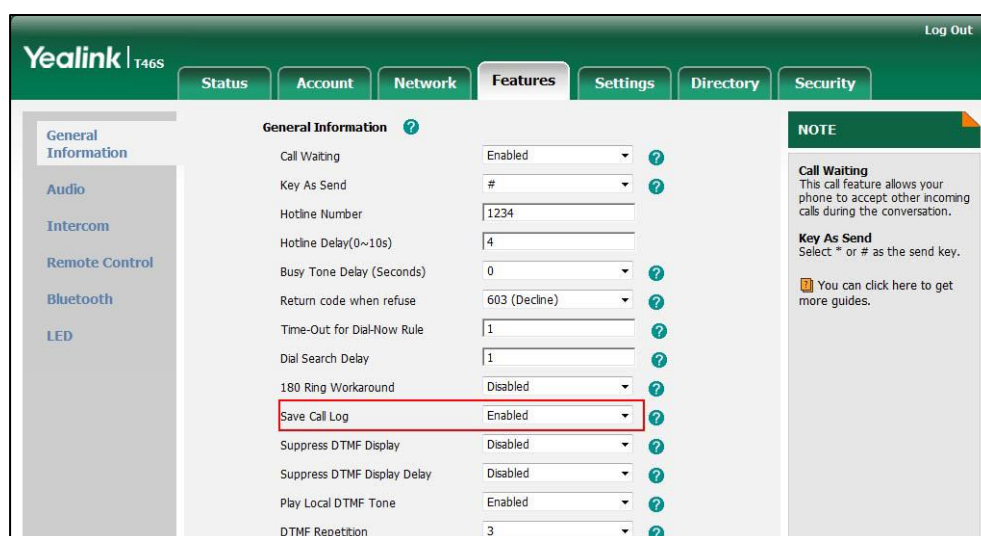 Log Out
Yealink | T46S
Status Account Network Features Settings Directory Security
General
Information
Audio
Intercom
Remote Control
Bluetooth
LED
General Information ?
Call Waiting Enabled ?
Key As Send # ?
Hotline Number 1234
Hotline Delay(0~10s) 4
Busy Tone Delay (Seconds) 0 ?
Return code when refuse 603 (Decline) ?
Time-Out for Dial-Now Rule 1 ?
Dial Search Delay 1 ?
180 Ring Workaround Disabled ?
Save Call Log Enabled ?
Suppress DTMF Display Disabled ?
Suppress DTMF Display Delay Disabled ?
Play Local DTMF Tone Enabled ?
DTMF Repetition 3 ?
NOTE
Call Waiting
This call feature allows your
phone to accept other incoming
calls during the conversation.
Key As Send
Select * or # as the send key.
? You can click here to get
more guides.